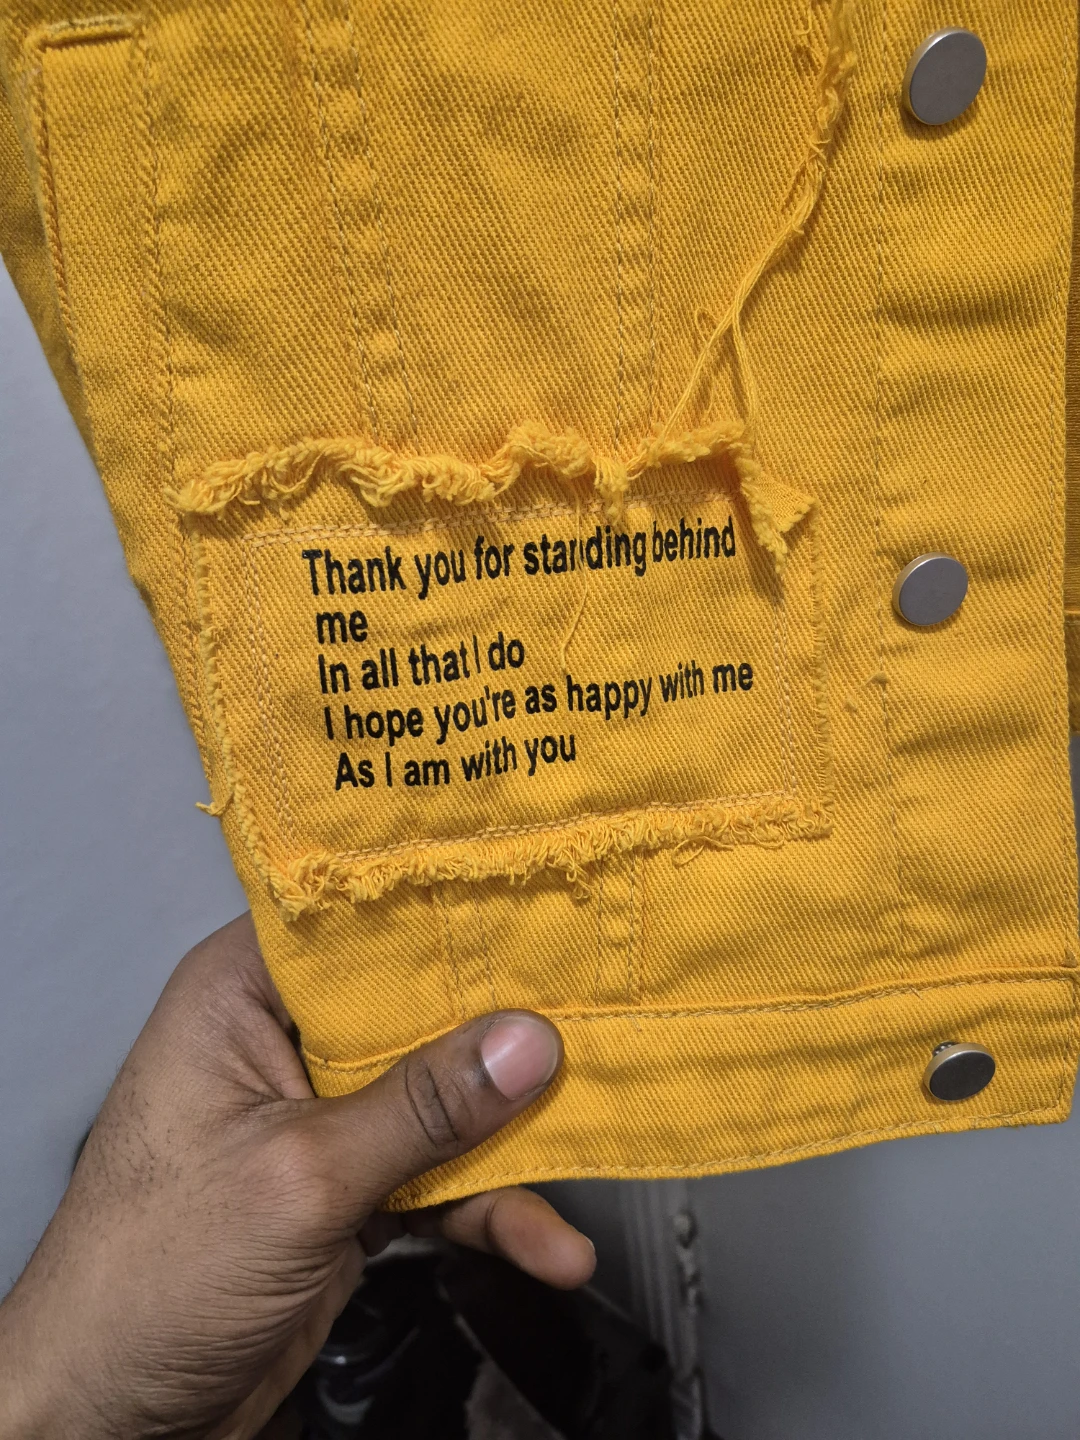 Thank you for standing behind
me
In all that I do
I hope you're as happy with me
As I am with you